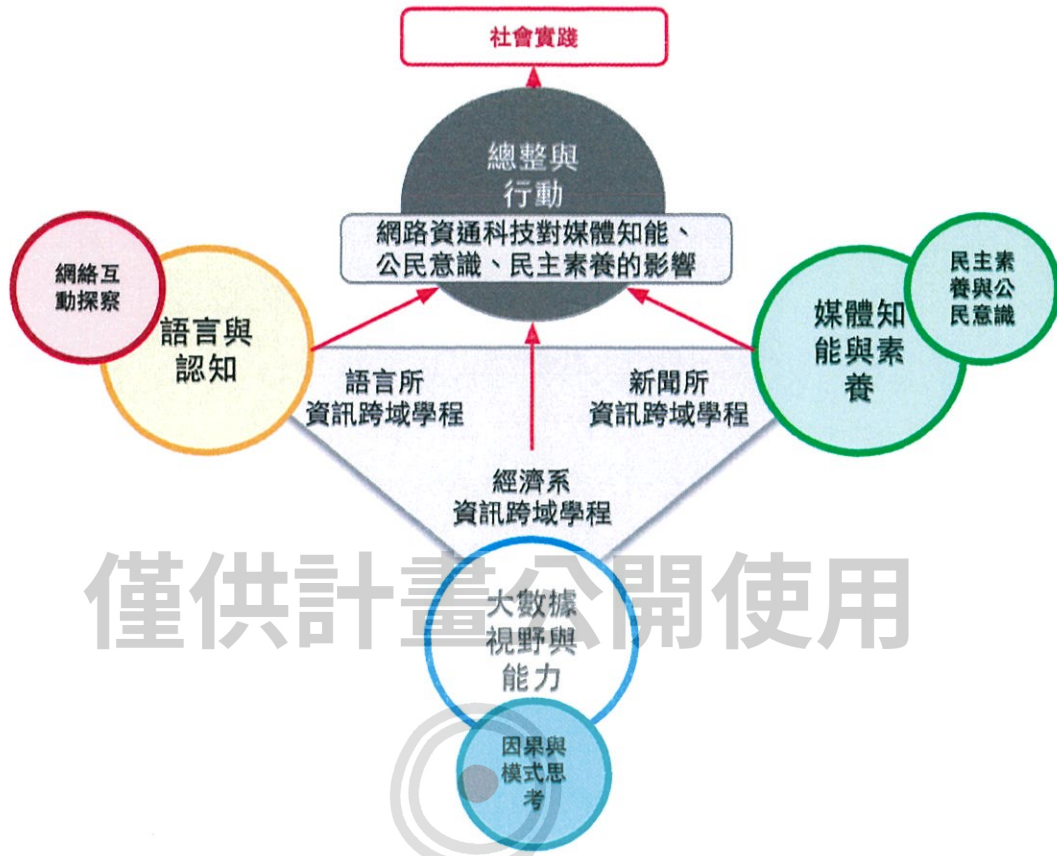 社會實踐
總整與
行動
網路資通科技對媒體知能、
公民意識、民主素養的影響
網絡互
動探察
語言與
認知
民主素
養與公
民意識
媒體知
能與素
養
語言所
資訊跨域學程
新聞所
資訊跨域學程
經濟系
資訊跨域學程
僅供計畫公開使用
大數據
視野與
能力
因果與
模式思
考